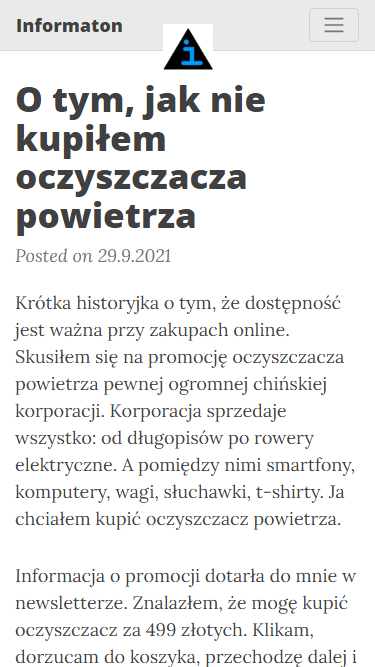 Informaton
i
O tym, jak nie
kupiłem
oczyszczacza
powietrza
Posted on 29.9.2021
Krótka historyjka o tym, że dostępność
jest ważna przy zakupach online.
Skusiłem się na promocję oczyszczacza
powietrza pewnej ogromnej chińskiej
korporacji. Korporacja sprzedaje
wszystko: od długopisów po rowery
elektryczne. A pomiędzy nimi smartfony,
komputery, wagi, słuchawki, t-shirty. Ja
chciałem kupić oczyszczacz powietrza.
Informacja o promocji dotarła do mnie w
newsletterze. Znalazłem, że mogę kupić
oczyszczacz za 499 złotych. Klikam,
dorzucam do koszyka, przechodzę dalej i